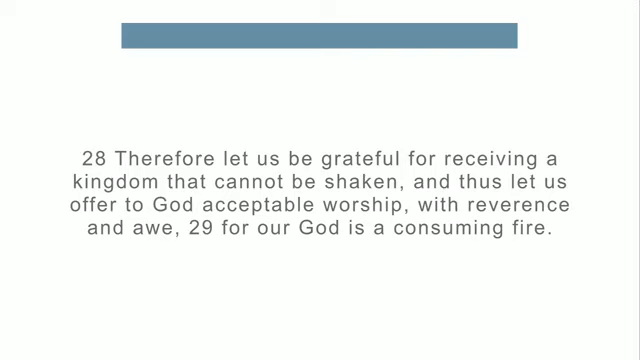 28 Therefore let us be grateful for receiving a
kingdom that cannot be shaken, and thus let us
offer to God acceptable worship, with reverence
and awe, 29 for our God is a consuming fire.